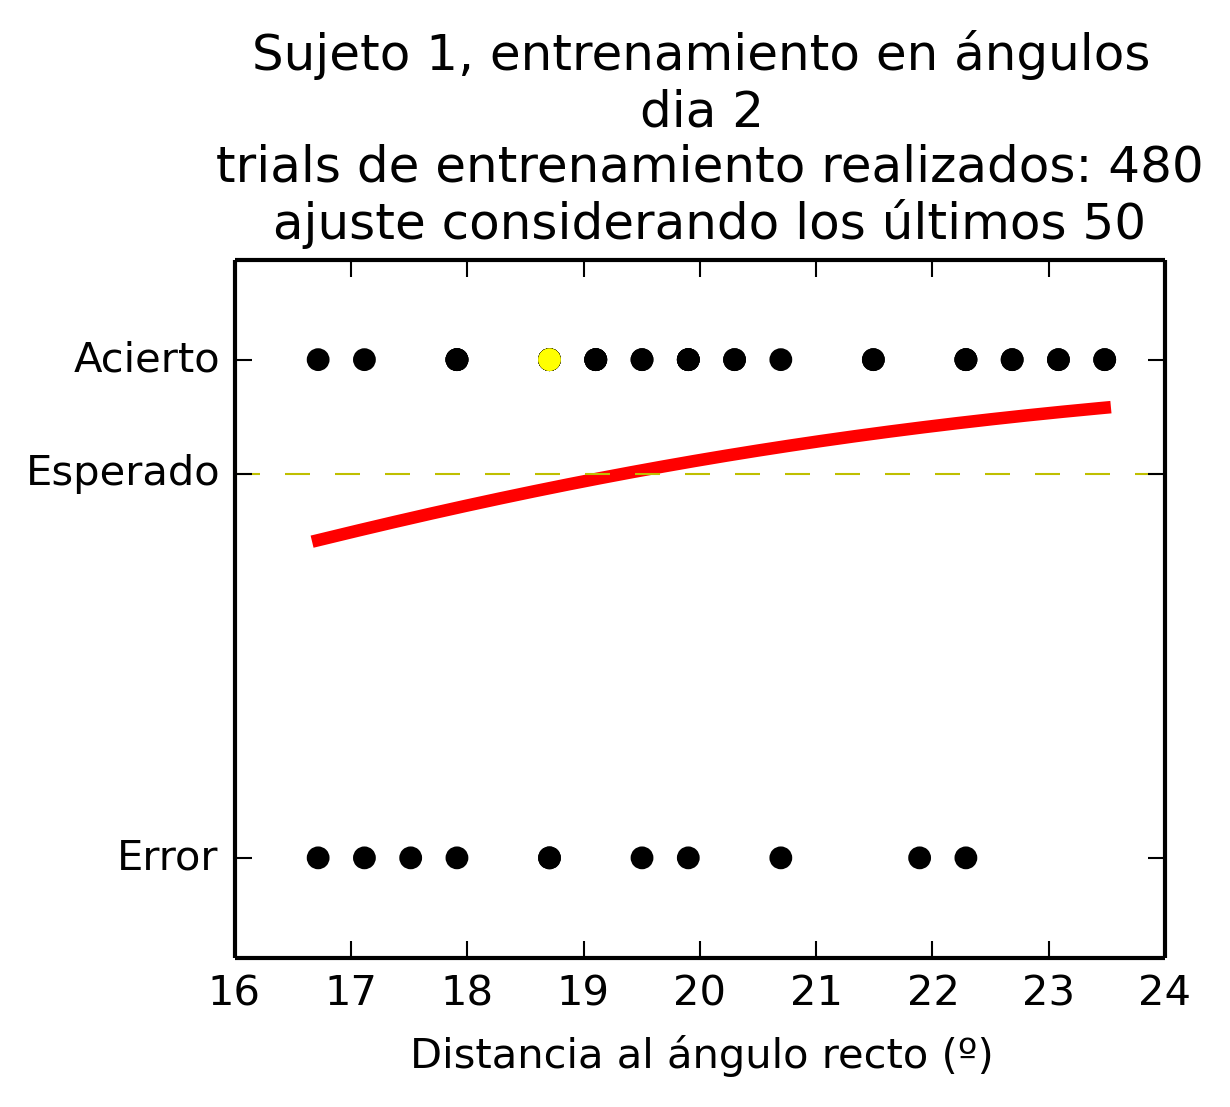 Sujeto 1, entrenamiento en ángulos
dia 2
trials de entrenamiento realizados: 480
ajuste considerando los últimos 50
Acierto
Esperado
Error
16 17 18 19 20 21 22 23 24
Distancia al ángulo recto (º)